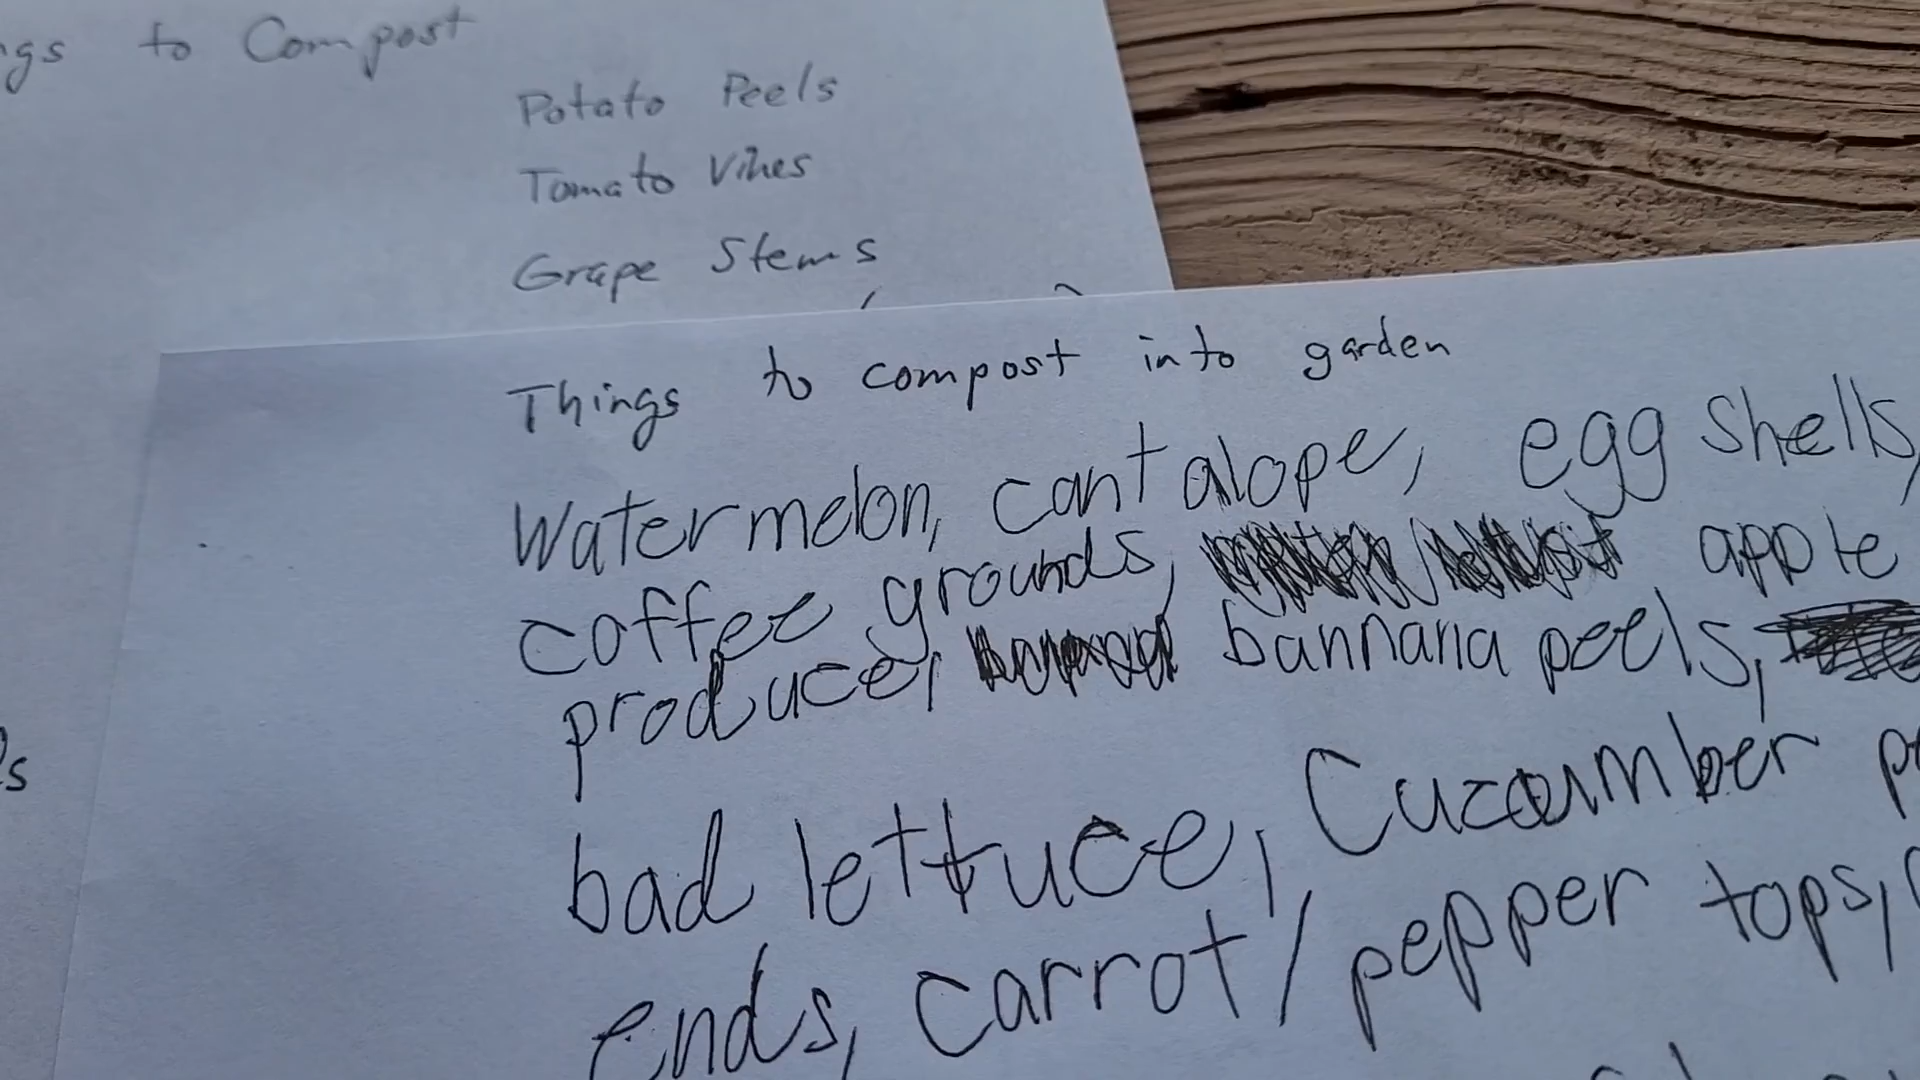 to Compost
Potato Peels
Tomato Vines
Grape Stems
Things to compost into garden
Watermelon, cantalope, egg shells,
coffee grounds, apple
produce, bannana peels,
bad lettuce, Cucumber
ends, carrot/pepper tops,